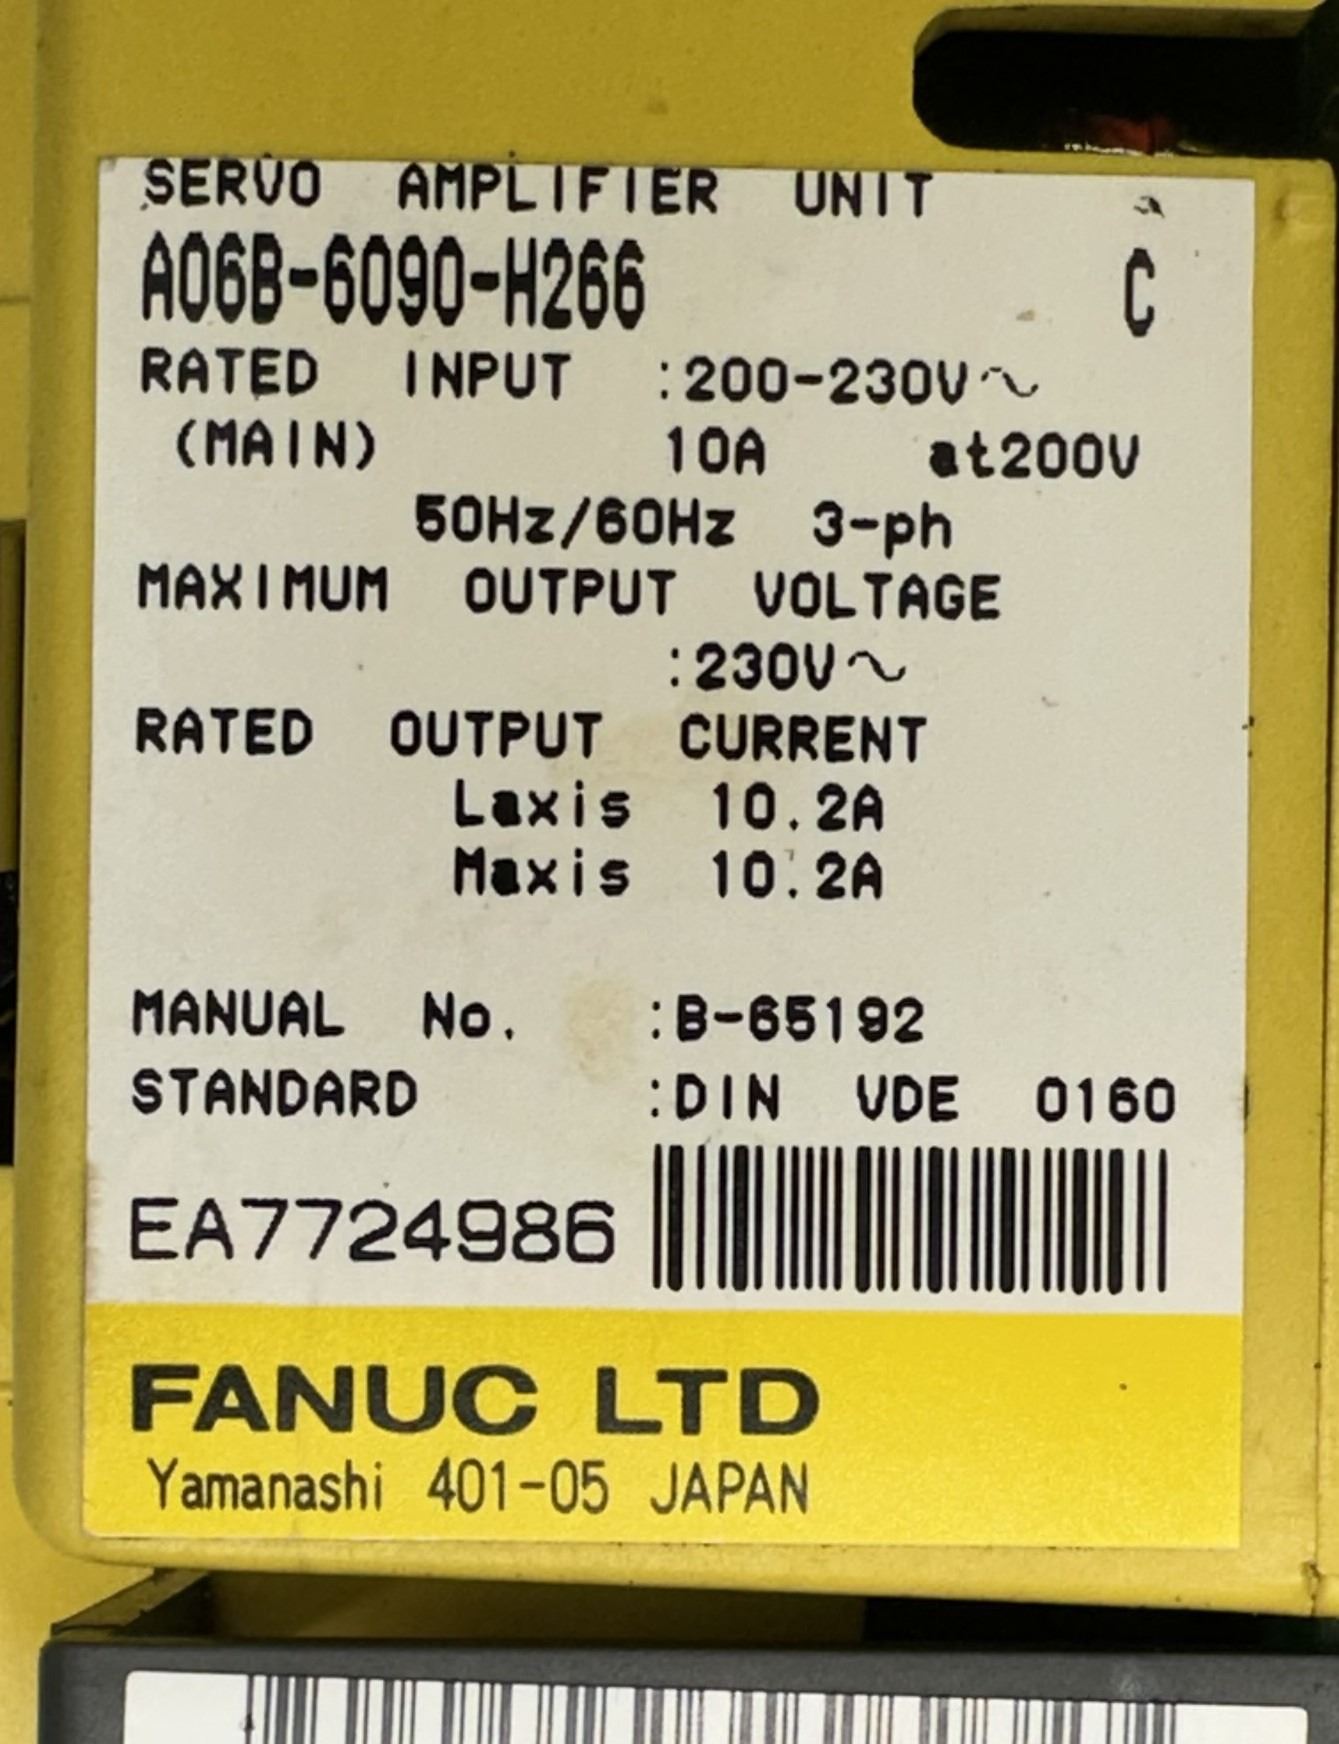 SERVO AMPLIFIER UNIT
A06B-6090-H266 C
RATED INPUT :200-230V~
(MAIN) 10A at200V
50Hz/60Hz 3-ph
MAXIMUM OUTPUT VOLTAGE
:230V~
RATED OUTPUT CURRENT
Laxis 10.2A
Maxis 10.2A
MANUAL No. :B-65192
STANDARD :DIN VDE 0160
EA7724986
FANUC LTD
Yamanashi 401-05 JAPAN